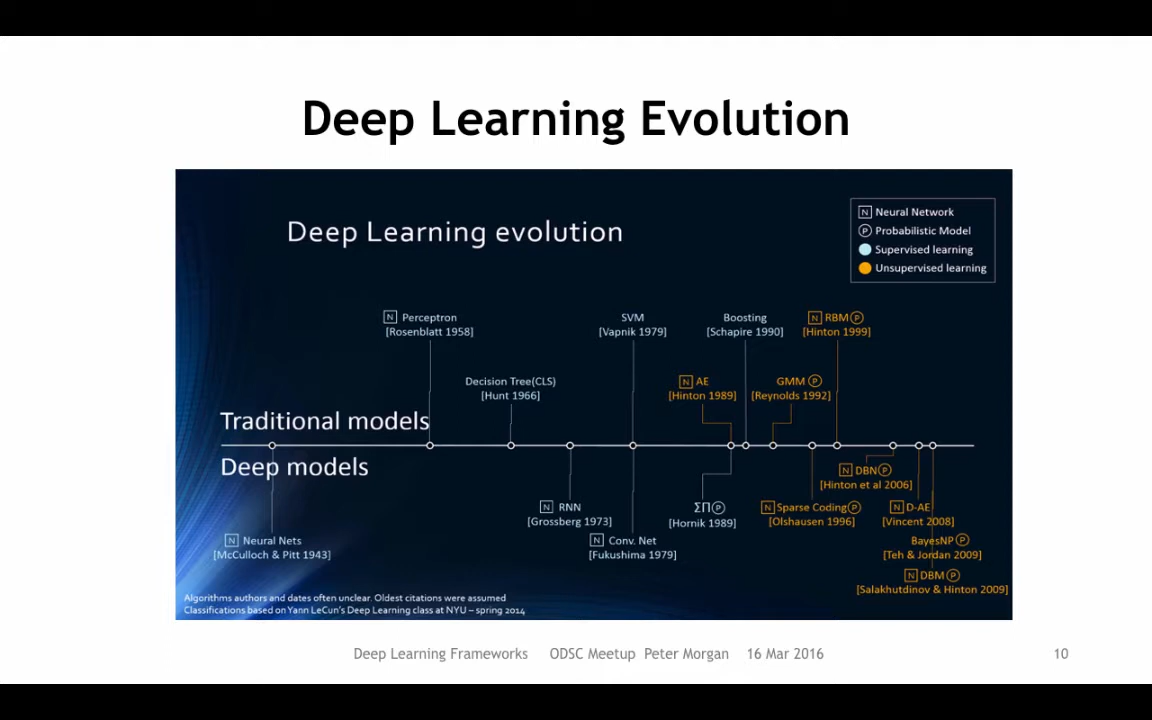 Deep Learning Evolution
Deep Learning evolution
N Neural Network
P Probabilistic Model
Supervised learning
Unsupervised learning
N Perceptron
[Rosenblatt 1958]
SVM
[Vapnik 1979]
Boosting
[Schapire 1990]
N RBM P
[Hinton 1999]
Decision Tree(CLS)
[Hunt 1966]
N AE
[Hinton 1989]
GMM P
[Reynolds 1992]
Traditional models
Deep models
N DBN P
[Hinton et al 2006]
N RNN
[Grossberg 1973]
ΣΠ P
[Hornik 1989]
N Sparse Coding P
[Olshausen 1996]
N D-AE
[Vincent 2008]
N Neural Nets
[McCulloch & Pitt 1943]
N Conv. Net
[Fukushima 1979]
BayesNP P
[Teh & Jordan 2009]
N DBM P
[Salakhutdinov & Hinton 2009]
Algorithms authors and dates often unclear. Oldest citations were assumed
Classifications based on Yann LeCun's Deep Learning class at NYU – spring 2014
Deep Learning Frameworks ODSC Meetup Peter Morgan 16 Mar 2016
10